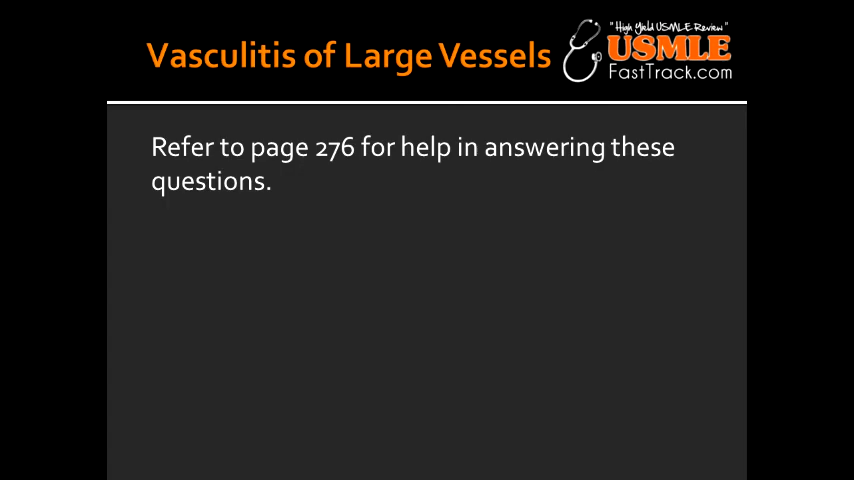 Vasculitis of Large Vessels
"High Yield USMLE Review"
USMLE
FastTrack.com
Refer to page 276 for help in answering these
questions.